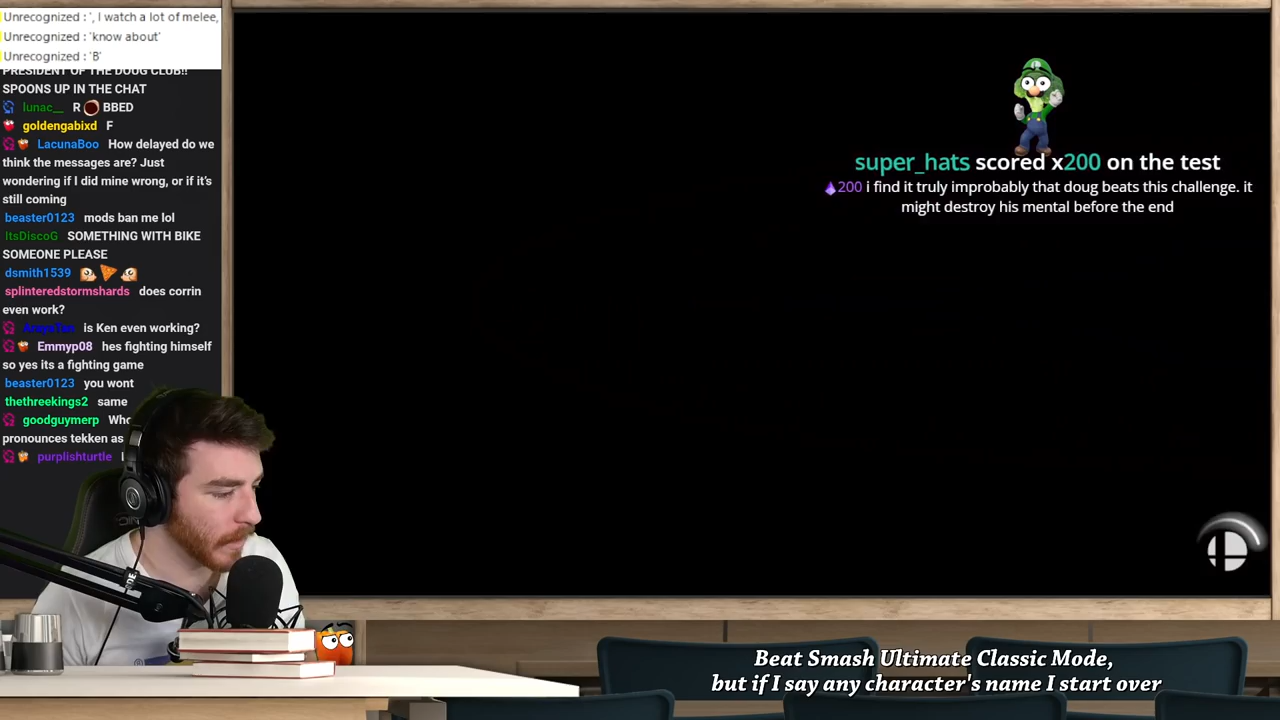 Unrecognized : ', I watch a lot of melee,
Unrecognized : 'know about'
Unrecognized : 'B'
PRESIDENT OF THE DOUG CLUB!!
SPOONS UP IN THE CHAT
lunac__ R BBED
goldengabixd F
LacunaBoo How delayed do we
think the messages are? Just
wondering if I did mine wrong, or if it's
still coming
beaster0123 mods ban me lol
ItsDiscoG SOMETHING WITH BIKE
SOMEONE PLEASE
dsmith1539
splinteredstormshards does corrin
even work?
is Ken even working?
Emmyp08 hes fighting himself
so yes its a fighting game
beaster0123 you wont
thethreekings2 same
goodguymerp Who
pronounces tekken as
purplishturtle
super_hats scored x200 on the test
200 i find it truly improbably that doug beats this challenge. it
might destroy his mental before the end
Beat Smash Ultimate Classic Mode,
but if I say any character's name I start over